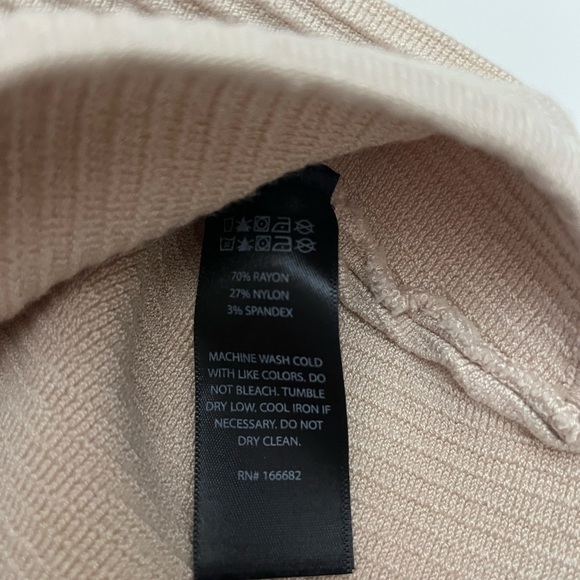 70% RAYON
27% NYLON
3% SPANDEX
MACHINE WASH COLD
WITH LIKE COLORS. DO
NOT BLEACH. TUMBLE
DRY LOW. COOL IRON IF
NECESSARY. DO NOT
DRY CLEAN.
RN# 166682